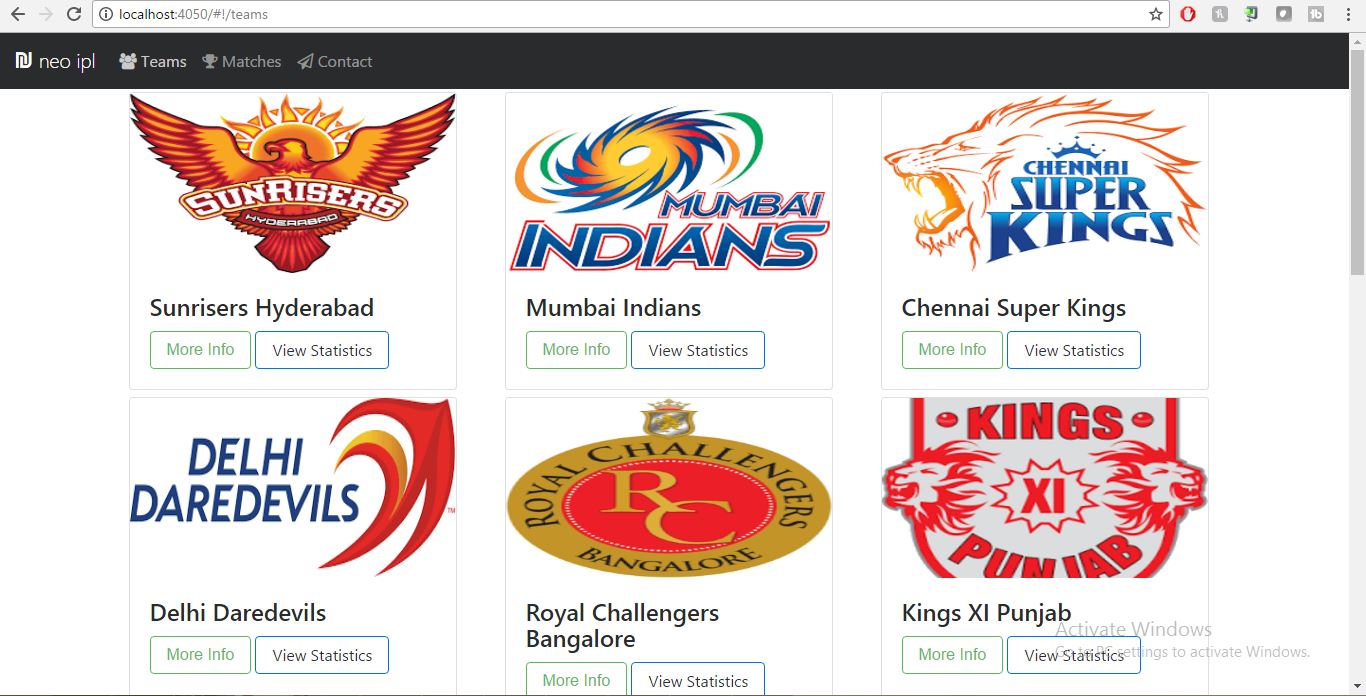 localhost:4050/#!/teams
neo ipl Teams Matches Contact
SUNRISERS
HYDERABAD
MUMBAI
INDIANS
CHENNAI
SUPER
KINGS
Sunrisers Hyderabad
More Info View Statistics
Mumbai Indians
More Info View Statistics
Chennai Super Kings
More Info View Statistics
DELHI
DAREDEVILS
TM
ROYAL CHALLENGERS
RC
BANGALORE
KINGS
XI
PUNJAB
Delhi Daredevils
More Info View Statistics
Royal Challengers
Bangalore
More Info View Statistics
Kings XI Punjab
More Info View Statistics
Activate Windows
Go to PC settings to activate Windows.